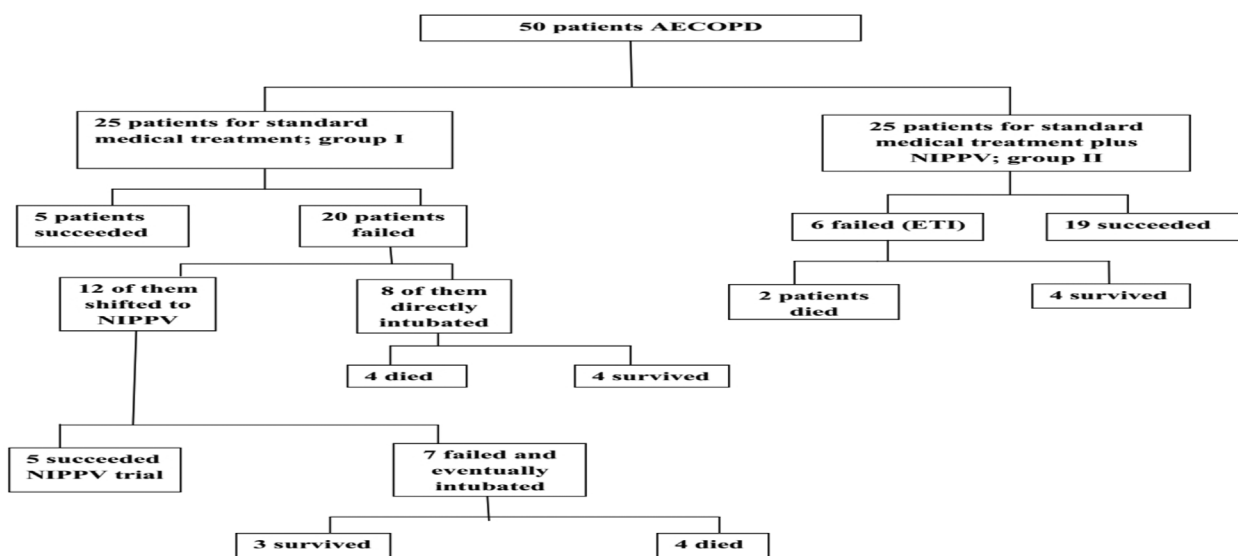 50 patients AECOPD
25 patients for standard
medical treatment; group I
25 patients for standard
medical treatment plus
NIPPV; group II
5 patients
succeeded
20 patients
failed
6 failed (ETI)
19 succeeded
12 of them
shifted to
NIPPV
8 of them
directly
intubated
2 patients
died
4 survived
4 died
4 survived
5 succeeded
NIPPV trial
7 failed and
eventually
intubated
3 survived
4 died